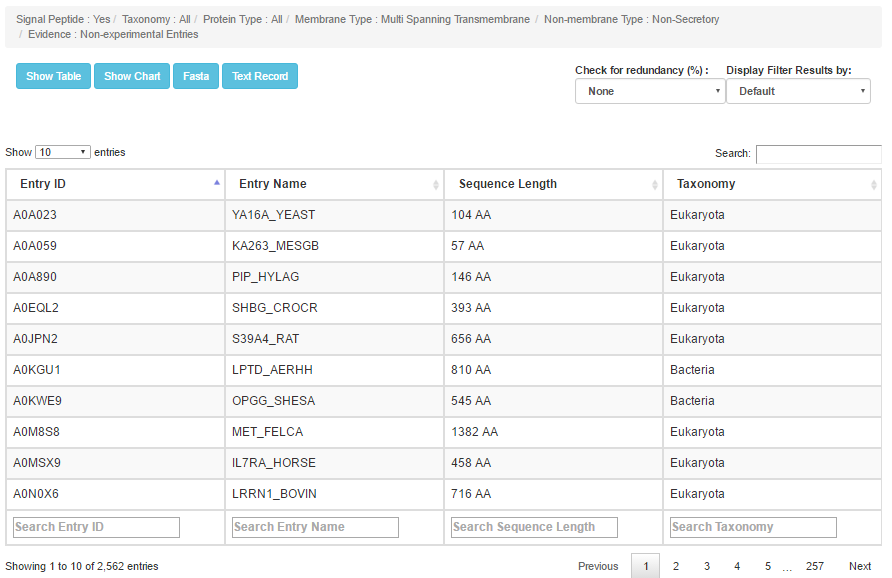 Signal Peptide : Yes / Taxonomy : All / Protein Type : All / Membrane Type : Multi Spanning Transmembrane / Non-membrane Type : Non-Secretory
/ Evidence : Non-experimental Entries
Show Table Show Chart Fasta Text Record
Check for redundancy (%) : Display Filter Results by:
None Default
Show 10 entries Search:
Entry ID Entry Name Sequence Length Taxonomy
A0A023 YA16A_YEAST 104 AA Eukaryota
A0A059 KA263_MESGB 57 AA Eukaryota
A0A890 PIP_HYLAG 146 AA Eukaryota
A0EQL2 SHBG_CROCR 393 AA Eukaryota
A0JPN2 S39A4_RAT 656 AA Eukaryota
A0KGU1 LPTD_AERHH 810 AA Bacteria
A0KWE9 OPGG_SHESA 545 AA Bacteria
A0M8S8 MET_FELCA 1382 AA Eukaryota
A0MSX9 IL7RA_HORSE 458 AA Eukaryota
A0N0X6 LRRN1_BOVIN 716 AA Eukaryota
Search Entry ID Search Entry Name Search Sequence Length Search Taxonomy
Showing 1 to 10 of 2,562 entries Previous 1 2 3 4 5 ... 257 Next